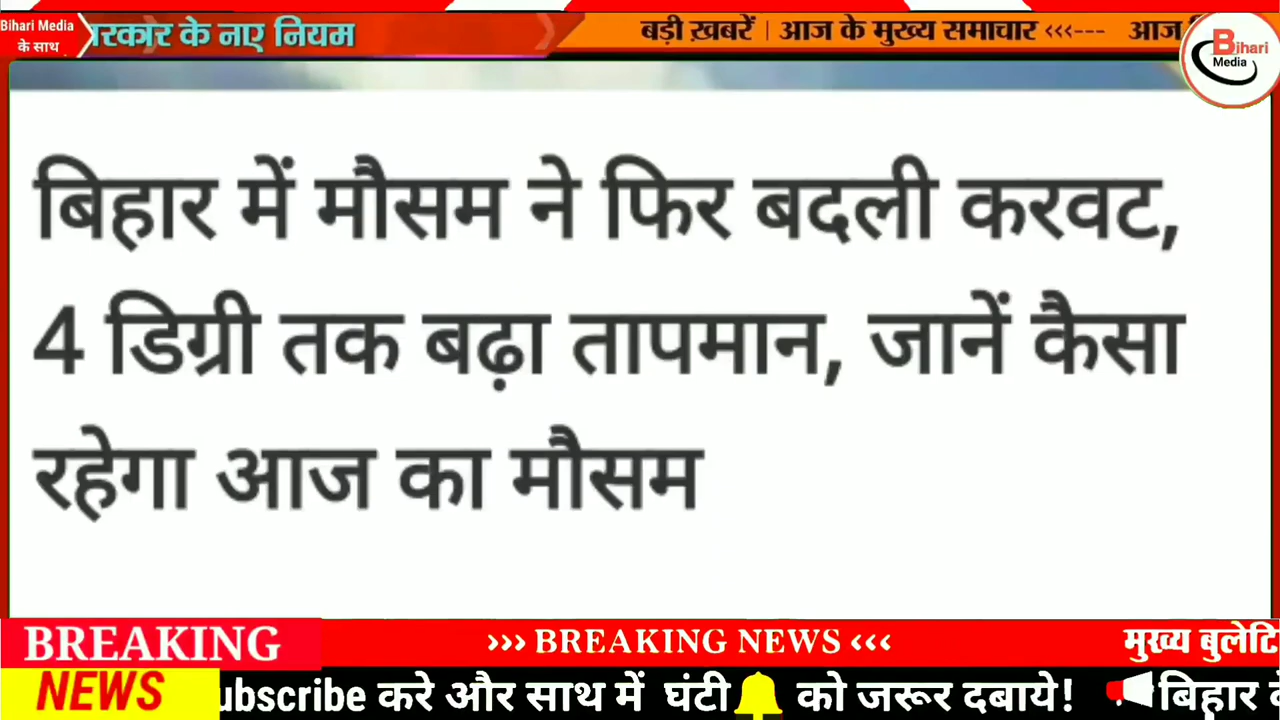 Bihari Media
के साथ
रकार के नए नियम
बड़ी ख़बरें | आज के मुख्य समाचार <<<--- आज
Bihari
Media
बिहार में मौसम ने फिर बदली करवट,
4 डिग्री तक बढ़ा तापमान, जानें कैसा
रहेगा आज का मौसम
BREAKING
NEWS
>>> BREAKING NEWS <<< मुख्य बुलेटि
ubscribe करे और साथ में घंटी 🔔 को जरूर दबाये! बिहार